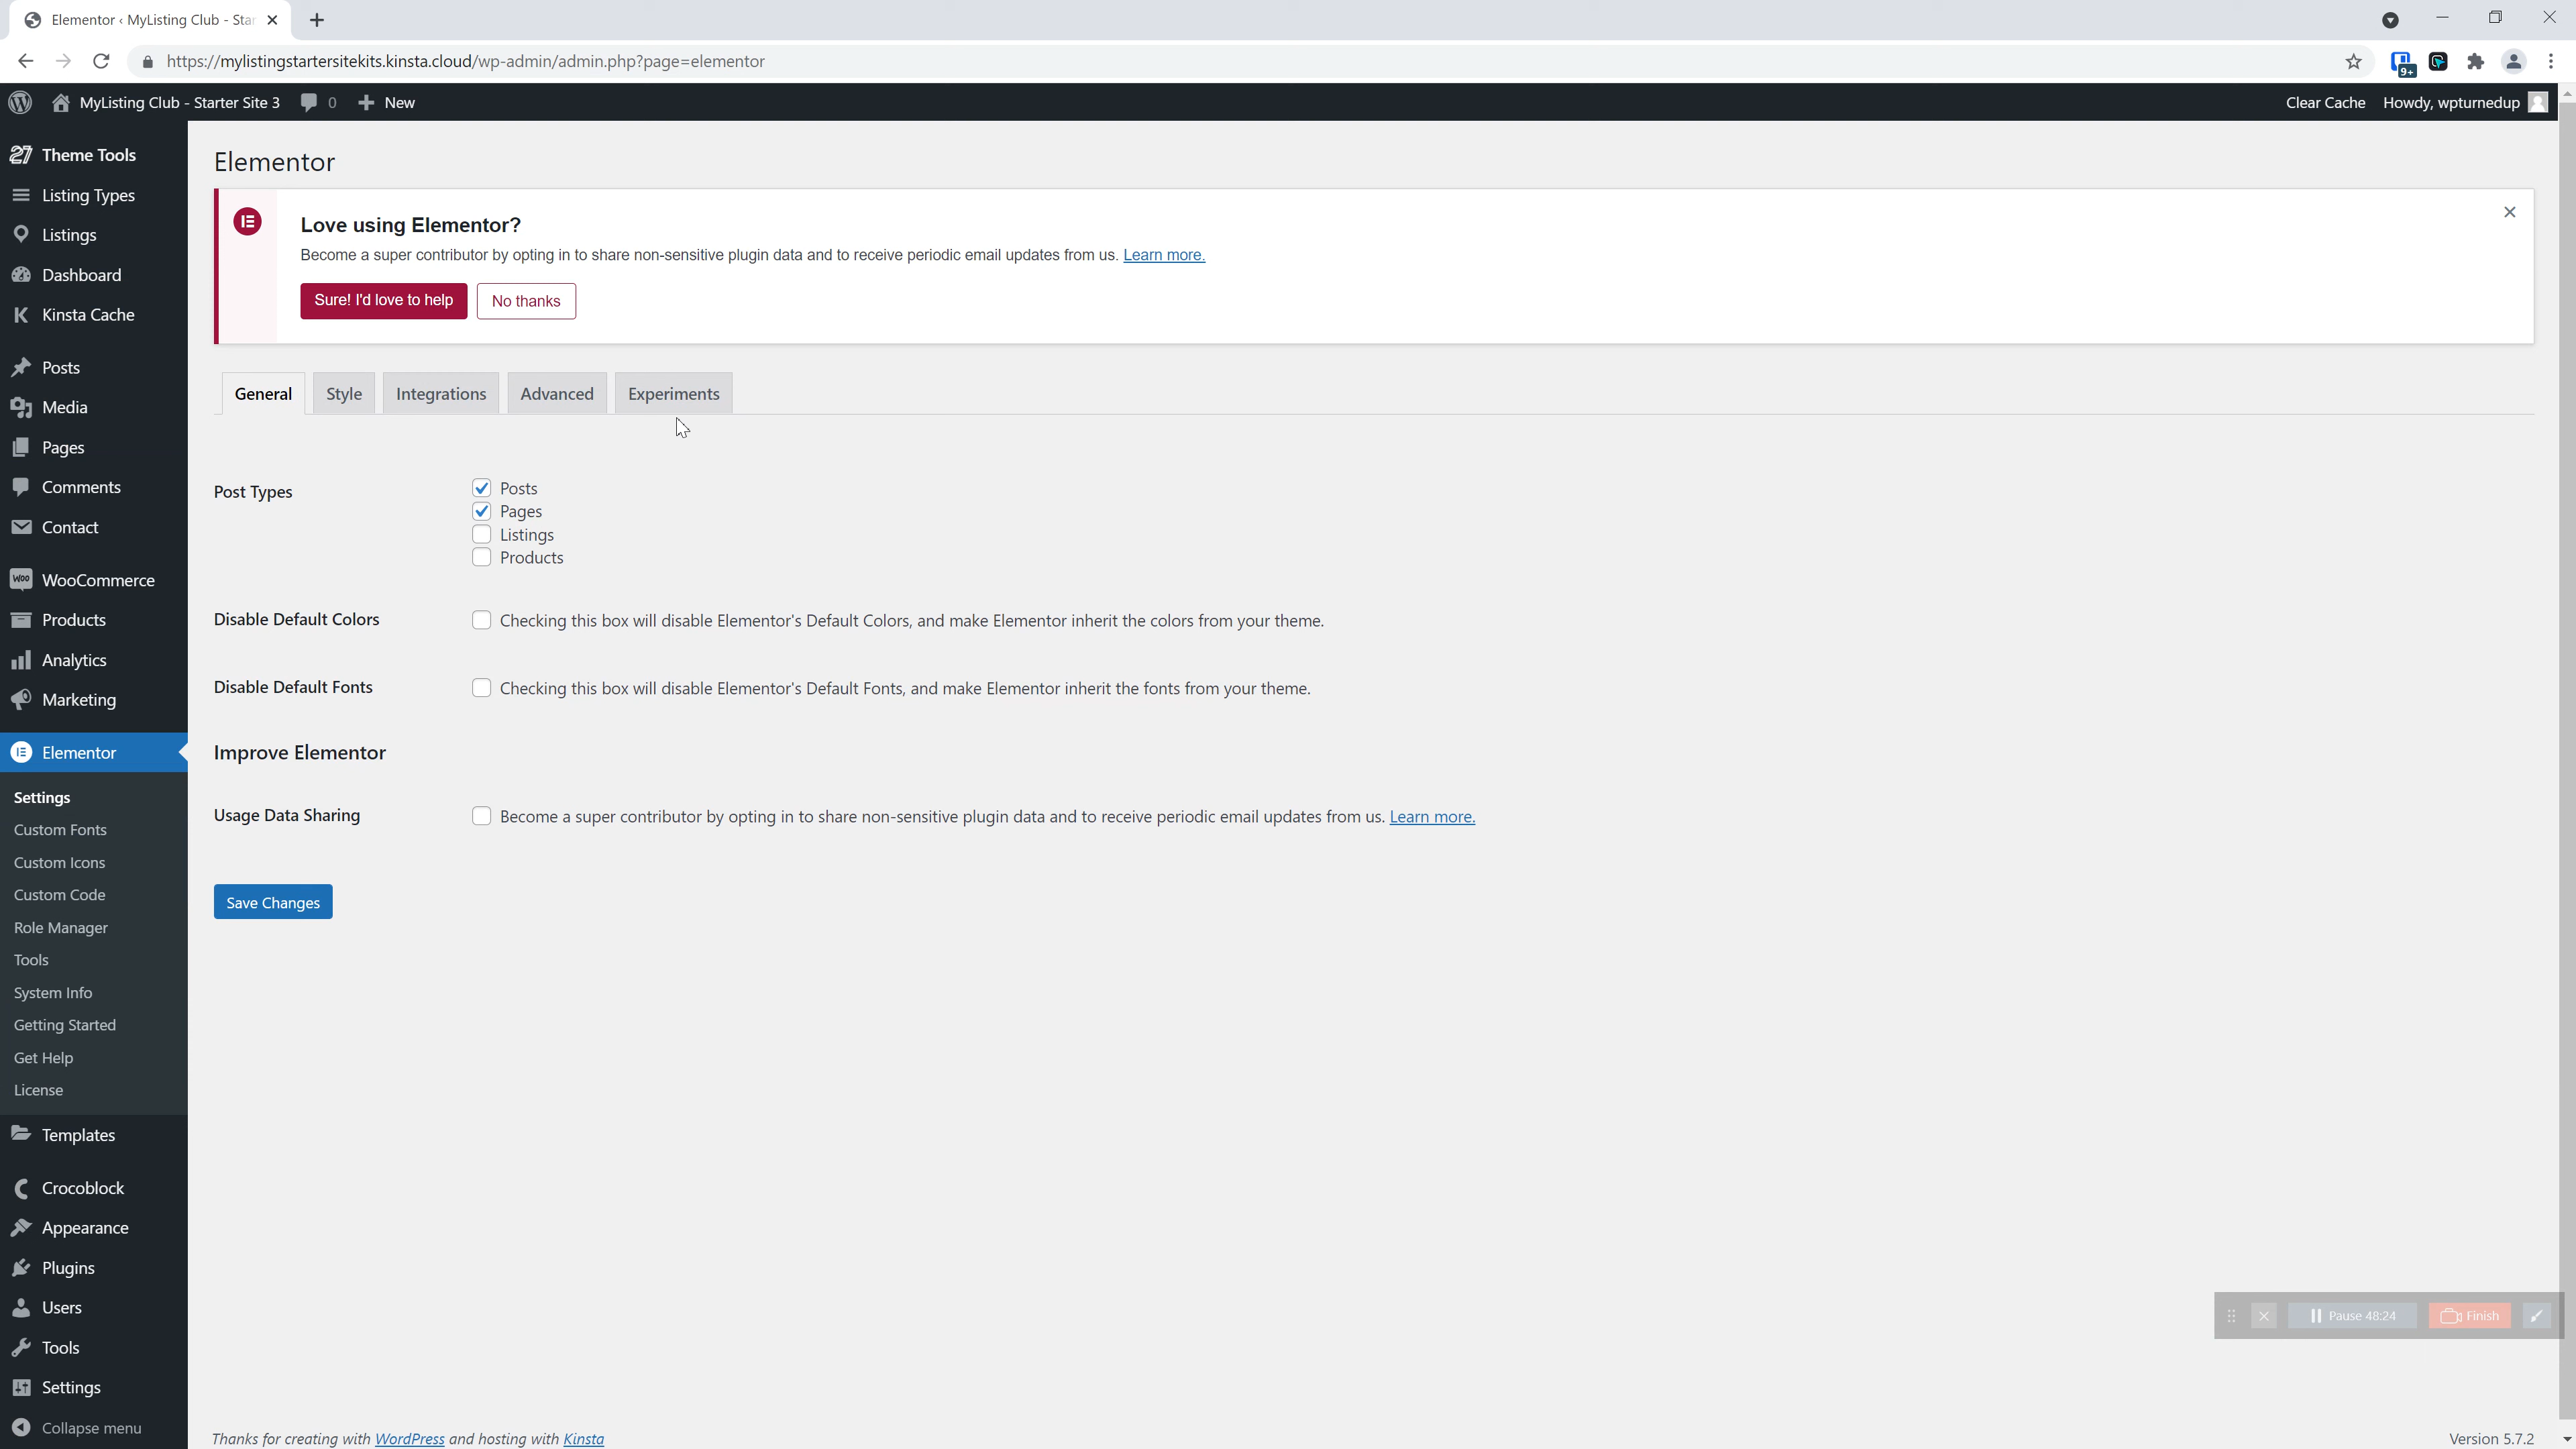 Elementor ‹ MyListing Club - Star
https://mylistingstartersitekits.kinsta.cloud/wp-admin/admin.php?page=elementor
9+
MyListing Club - Starter Site 3
0
New
Clear Cache
Howdy, wpturnedup
27 Theme Tools
Listing Types
Listings
Dashboard
Kinsta Cache
Posts
Media
Pages
Comments
Contact
WooCommerce
Products
Analytics
Marketing
Elementor
Settings
Custom Fonts
Custom Icons
Custom Code
Role Manager
Tools
System Info
Getting Started
Get Help
License
Templates
Crocoblock
Appearance
Plugins
Users
Tools
Settings
Collapse menu
Elementor
Love using Elementor?
Become a super contributor by opting in to share non-sensitive plugin data and to receive periodic email updates from us. Learn more.
Sure! I'd love to help
No thanks
General
Style
Integrations
Advanced
Experiments
Post Types
Posts
Pages
Listings
Products
Disable Default Colors
Checking this box will disable Elementor's Default Colors, and make Elementor inherit the colors from your theme.
Disable Default Fonts
Checking this box will disable Elementor's Default Fonts, and make Elementor inherit the fonts from your theme.
Improve Elementor
Usage Data Sharing
Become a super contributor by opting in to share non-sensitive plugin data and to receive periodic email updates from us. Learn more.
Save Changes
Pause 48:24
Finish
Thanks for creating with WordPress and hosting with Kinsta
Version 5.7.2